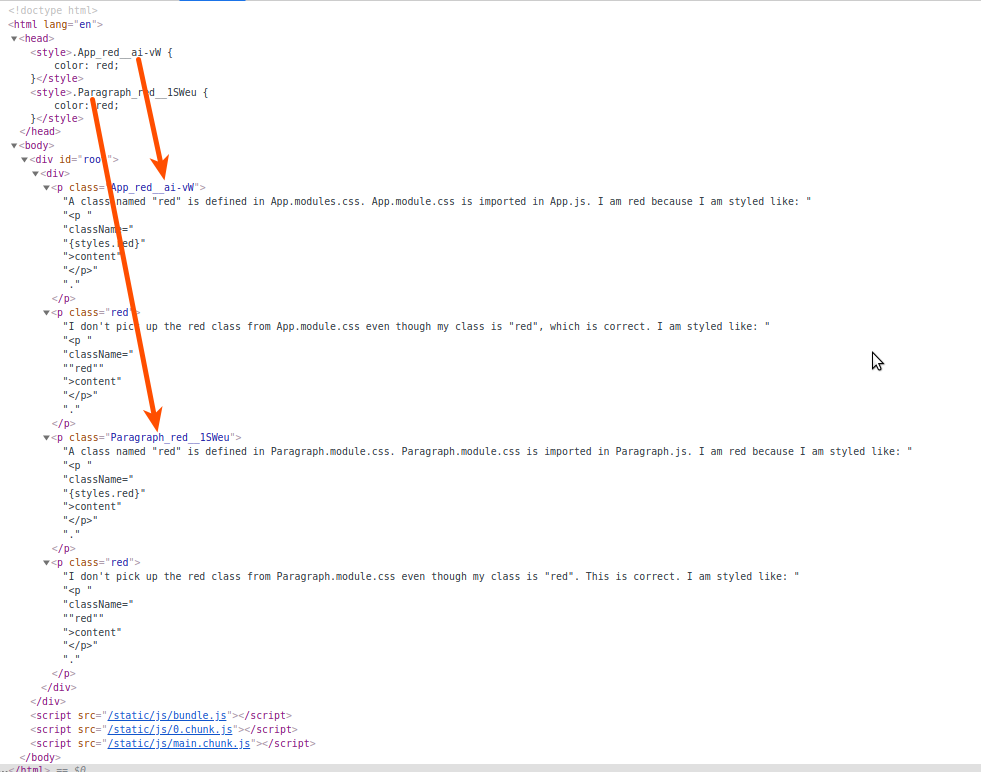 <!doctype html>
<html lang="en">
<head>
<style>.App_red__ai-vW {
color: red;
}</style>
<style>.Paragraph_red__1SWeu {
color: red;
}</style>
</head>
<body>
<div id="root">
<div>
<p class="App_red__ai-vW">
"A class named "red" is defined in App.modules.css. App.module.css is imported in App.js. I am red because I am styled like: "
"<p "
"className="
"{styles.red}"
">content"
"</p>"
"."
</p>
<p class="red">
"I don't pick up the red class from App.module.css even though my class is "red", which is correct. I am styled like: "
"<p "
"className="
""red""
">content"
"</p>"
"."
</p>
<p class="Paragraph_red__1SWeu">
"A class named "red" is defined in Paragraph.module.css. Paragraph.module.css is imported in Paragraph.js. I am red because I am styled like: "
"<p "
"className="
"{styles.red}"
">content"
"</p>"
"."
</p>
<p class="red">
"I don't pick up the red class from Paragraph.module.css even though my class is "red". This is correct. I am styled like: "
"<p "
"className="
""red""
">content"
"</p>"
"."
</p>
</div>
</div>
<script src="/static/js/bundle.js"></script>
<script src="/static/js/0.chunk.js"></script>
<script src="/static/js/main.chunk.js"></script>
</body>
</html> == $0